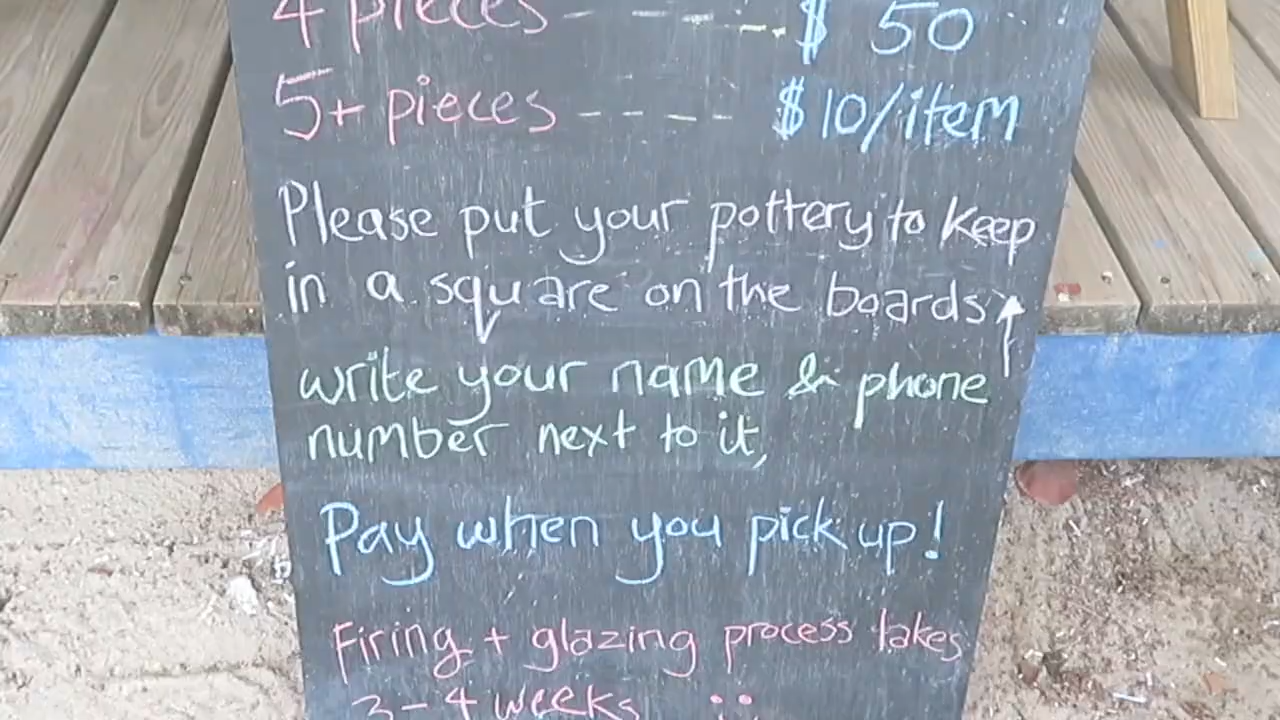 4 pieces - - - - - $50
5+ pieces - - - - $10/item
Please put your pottery to keep
in a square on the boards
write your name & phone
number next to it,
Pay when you pick up!
Firing + glazing process takes
3-4 weeks